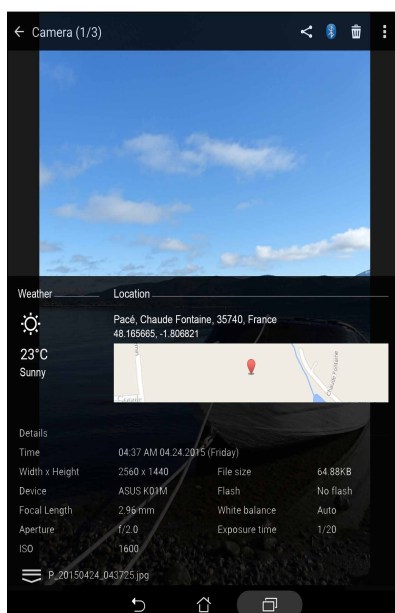 Camera (1/3)
Weather
Location
Pacé, Chaude Fontaine, 35740, France
48.165665, -1.806821
23°C
Sunny
Chaude Fontaine
Google
Details
Time 04:37 AM 04.24.2015 (Friday)
Width x Height 2560 x 1440 File size 64.88KB
Device ASUS K01M Flash No flash
Focal Length 2.96 mm White balance Auto
Aperture f/2.0 Exposure time 1/20
ISO 1600
P_20150424_043725.jpg